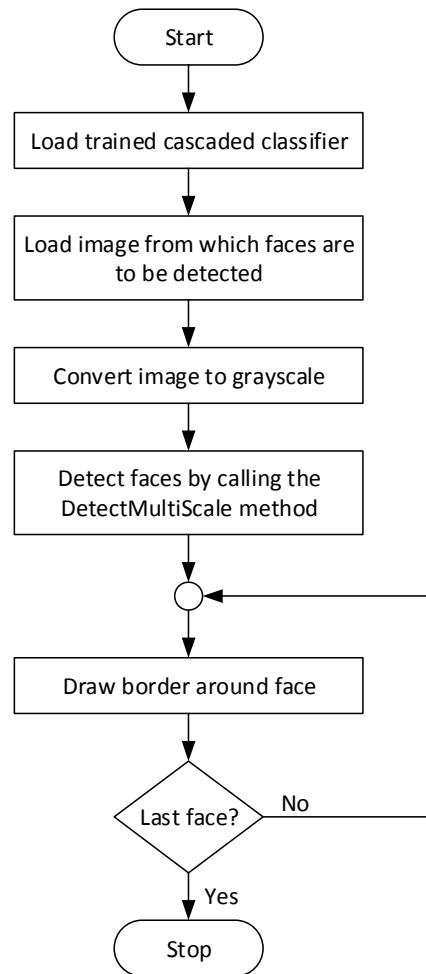 Start
Load trained cascaded classifier
Load image from which faces are
to be detected
Convert image to grayscale
Detect faces by calling the
DetectMultiScale method
Draw border around face
Last face?
No
Yes
Stop